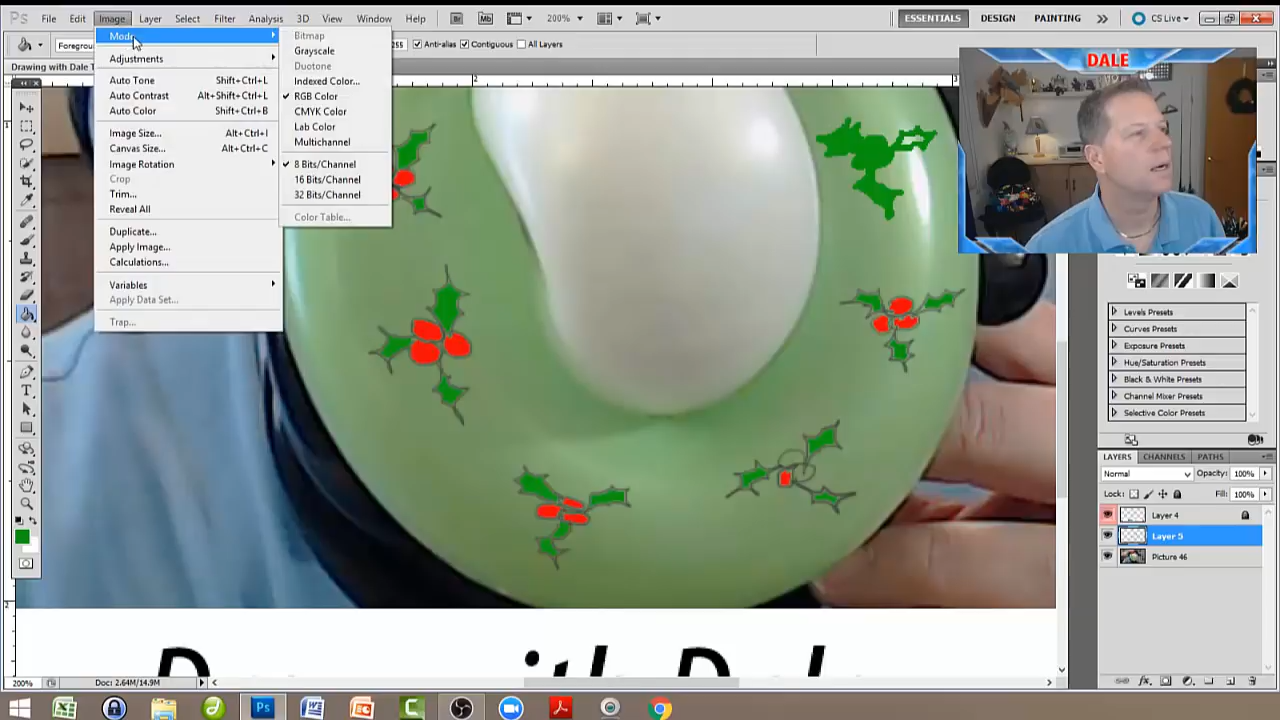 Ps File Edit Image Layer Select Filter Analysis 3D View Window Help Br Mb 200% ESSENTIALS DESIGN PAINTING CS Live
255 Anti-alias Contiguous All Layers
Drawing with Dale
2 3
DALE
Mode
Adjustments
Auto Tone Shift+Ctrl+L
Auto Contrast Alt+Shift+Ctrl+L
Auto Color Shift+Ctrl+B
Image Size... Alt+Ctrl+I
Canvas Size... Alt+Ctrl+C
Image Rotation
Crop
Trim...
Reveal All
Duplicate...
Apply Image...
Calculations...
Variables
Apply Data Set...
Trap...
Bitmap
Grayscale
Duotone
Indexed Color...
RGB Color
CMYK Color
Lab Color
Multichannel
8 Bits/Channel
16 Bits/Channel
32 Bits/Channel
Color Table...
Levels Presets
Curves Presets
Exposure Presets
Hue/Saturation Presets
Black & White Presets
Channel Mixer Presets
Selective Color Presets
LAYERS CHANNELS PATHS
Normal Opacity: 100%
Lock: Fill: 100%
Layer 4
Layer 5
Picture 46
200% Doc: 2.64M/14.9M